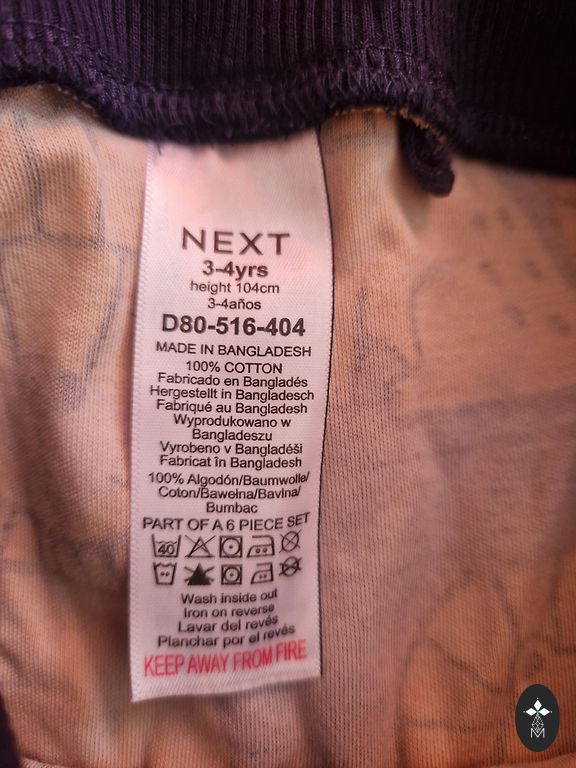 NEXT
3-4yrs
height 104cm
3-4años
D80-516-404
MADE IN BANGLADESH
100% COTTON
Fabricado en Bangladés
Hergestellt in Bangladesch
Fabriqué au Bangladesh
Wyprodukowano w
Bangladeszu
Vyrobeno v Bangladéši
Fabricat în Bangladesh
100% Algodón/Baumwolle/
Coton/Bawełna/Bavlna/
Bumbac
PART OF A 6 PIECE SET
40
Wash inside out
Iron on reverse
Lavar del revés
Planchar por el revés
KEEP AWAY FROM FIRE
M